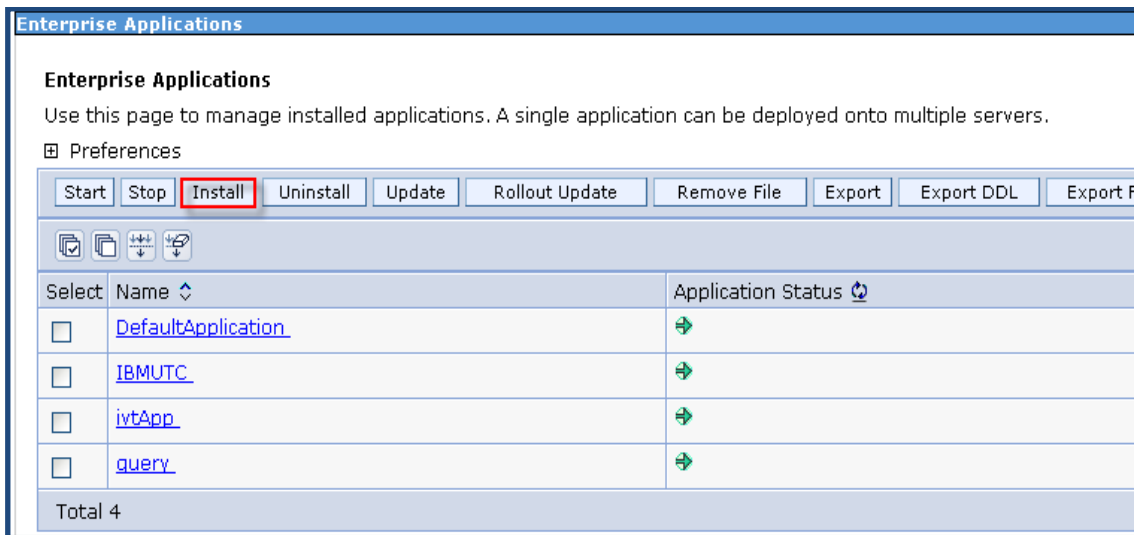 Enterprise Applications
Enterprise Applications
Use this page to manage installed applications. A single application can be deployed onto multiple servers.
Preferences
Start Stop Install Uninstall Update Rollout Update Remove File Export Export DDL Export F
Select Name Application Status
DefaultApplication
IBMUTC
ivtApp
query
Total 4